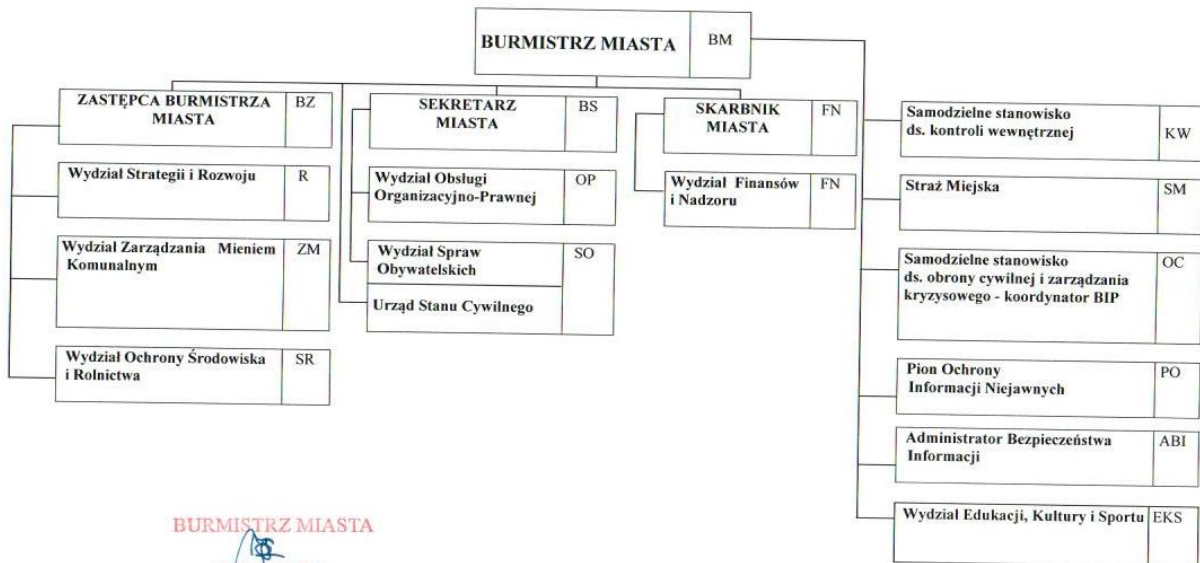 BURMISTRZ MIASTA BM
ZASTĘPCA BURMISTRZA BZ
MIASTA
Wydział Strategii i Rozwoju R
Wydział Zarządzania Mieniem ZM
Komunalnym
Wydział Ochrony Środowiska SR
i Rolnictwa
SEKRETARZ BS
MIASTA
Wydział Obsługi OP
Organizacyjno-Prawnej
Wydział Spraw SO
Obywatelskich
Urząd Stanu Cywilnego
SKARBNIK FN
MIASTA
Wydział Finansów FN
i Nadzoru
Samodzielne stanowisko
ds. kontroli wewnętrznej KW
Straż Miejska SM
Samodzielne stanowisko OC
ds. obrony cywilnej i zarządzania
kryzysowego - koordynator BIP
Pion Ochrony PO
Informacji Niejawnych
Administrator Bezpieczeństwa ABI
Informacji
Wydział Edukacji, Kultury i Sportu EKS
BURMISTRZ MIASTA